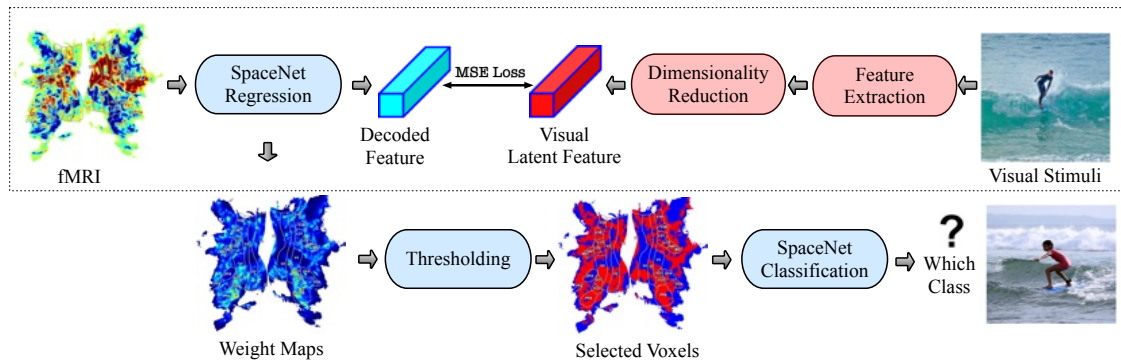 SpaceNet
Regression
MSE Loss
Dimensionality
Reduction
Feature
Extraction
Decoded
Feature
Visual
Latent Feature
fMRI
Visual Stimuli
Thresholding
SpaceNet
Classification
?
Which
Class
Weight Maps
Selected Voxels